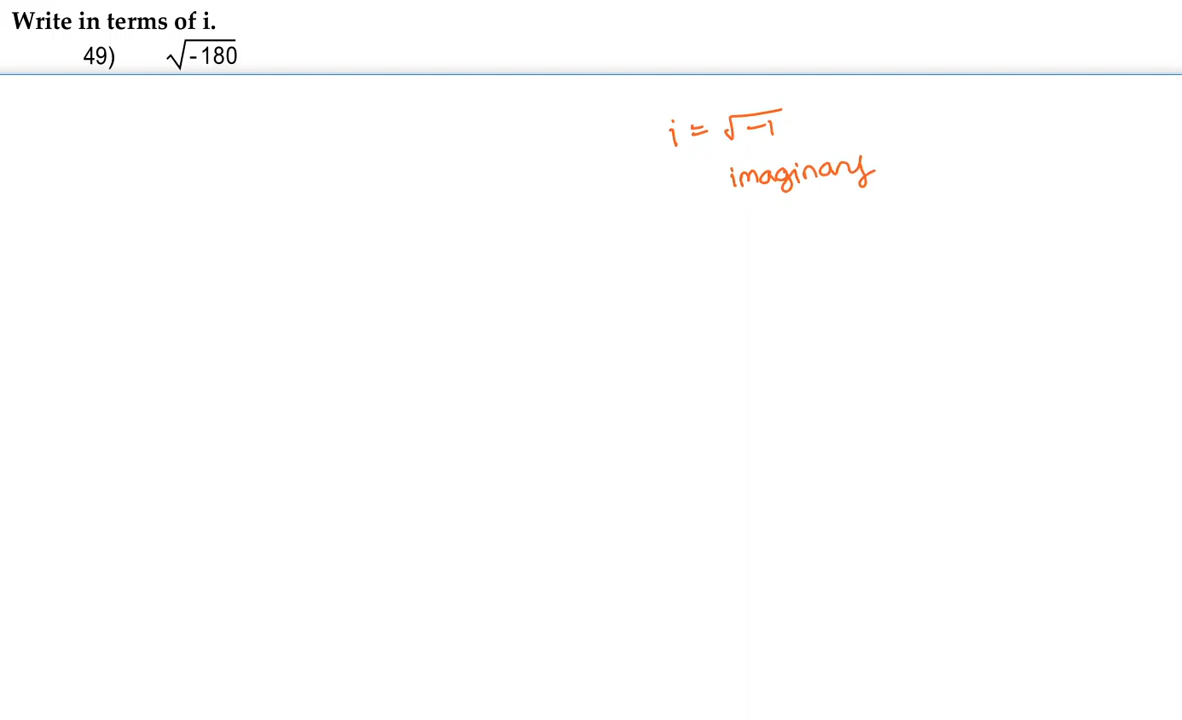 Write in terms of i.
49) √-180
i = √-1
imaginary